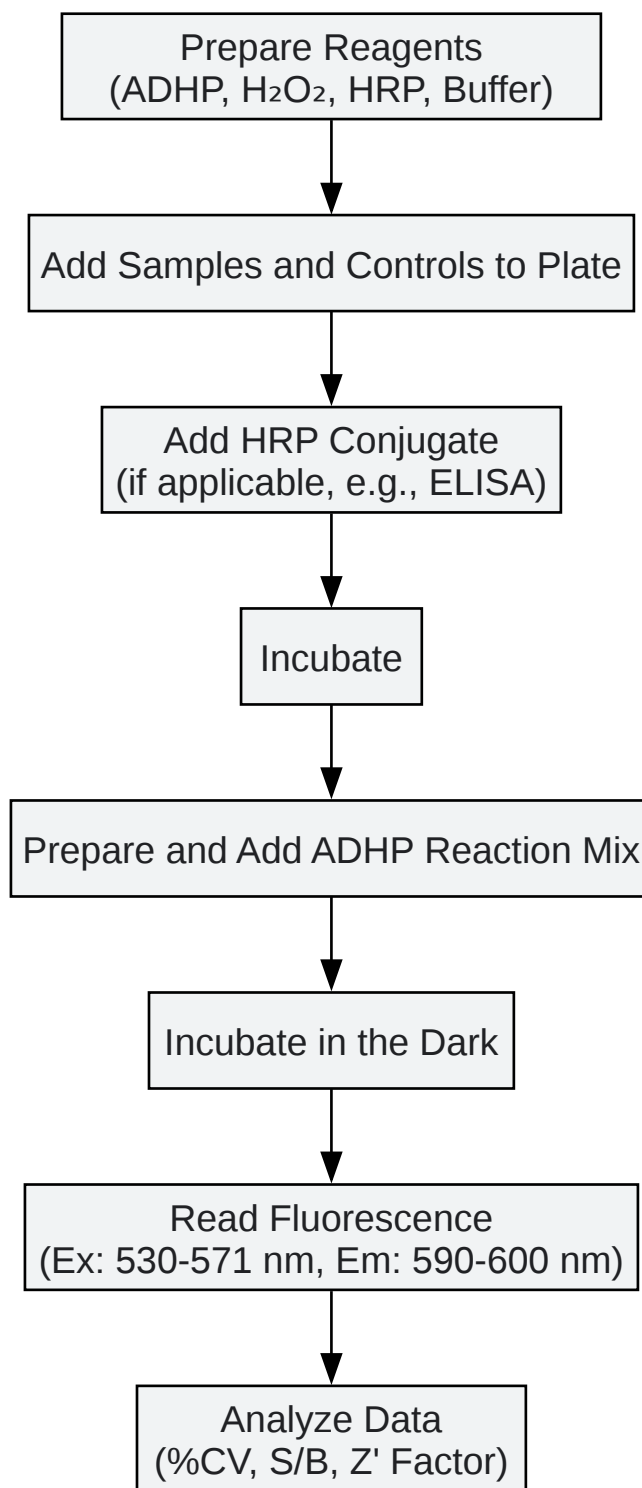 Prepare Reagents
(ADHP, H₂O₂, HRP, Buffer)
Add Samples and Controls to Plate
Add HRP Conjugate
(if applicable, e.g., ELISA)
Incubate
Prepare and Add ADHP Reaction Mix
Incubate in the Dark
Read Fluorescence
(Ex: 530-571 nm, Em: 590-600 nm)
Analyze Data
(%CV, S/B, Z' Factor)